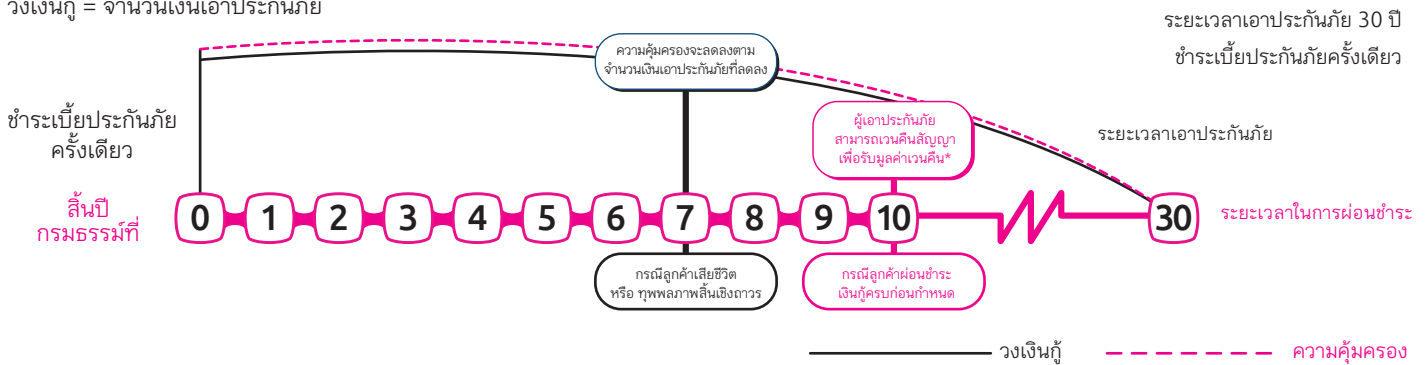 วงเงินกู้ = จำนวนเงินเอาประกันภัย
ระยะเวลาเอาประกันภัย 30 ปี
ชำระเบี้ยประกันภัยครั้งเดียว
ความคุ้มครองจะลดลงตาม
จำนวนเงินเอาประกันภัยที่ลดลง
ชำระเบี้ยประกันภัย
ครั้งเดียว
ผู้เอาประกันภัย
สามารถเวนคืนสัญญา
เพื่อรับมูลค่าเวนคืน*
ระยะเวลาเอาประกันภัย
สิ้นปี
กรมธรรม์ที่
0 1 2 3 4 5 6 7 8 9 10 30
ระยะเวลาในการผ่อนชำระ
กรณีลูกค้าเสียชีวิต
หรือ ทุพพลภาพสิ้นเชิงถาวร
กรณีลูกค้าผ่อนชำระ
เงินกู้ครบก่อนกำหนด
วงเงินกู้
ความคุ้มครอง